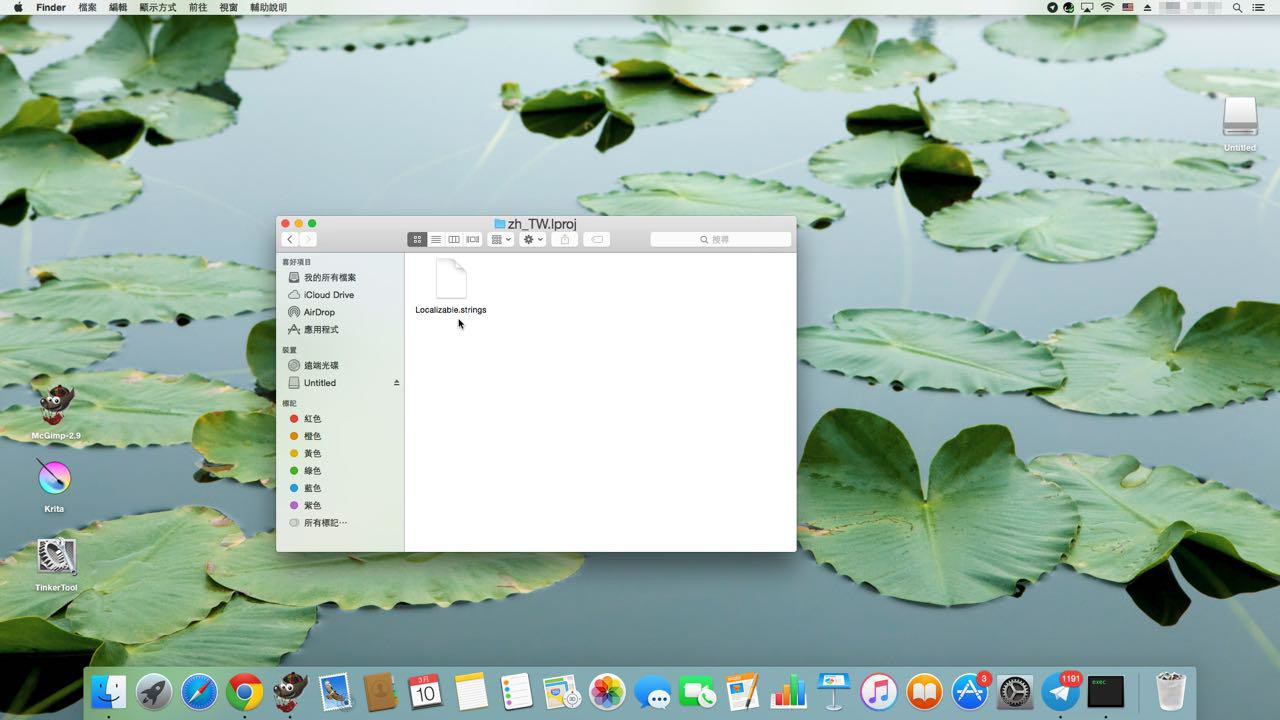 Finder 檔案 編輯 顯示方式 前往 視窗 輔助說明
Untitled
zh_TW.lproj
搜尋
喜好項目
我的所有檔案
iCloud Drive
AirDrop
應用程式
裝置
遠端光碟
Untitled
標記
紅色
橙色
黃色
綠色
藍色
紫色
所有標記⋯
Localizable.strings
McGimp-2.9
Krita
TinkerTool
3月
10
3
1191
exec